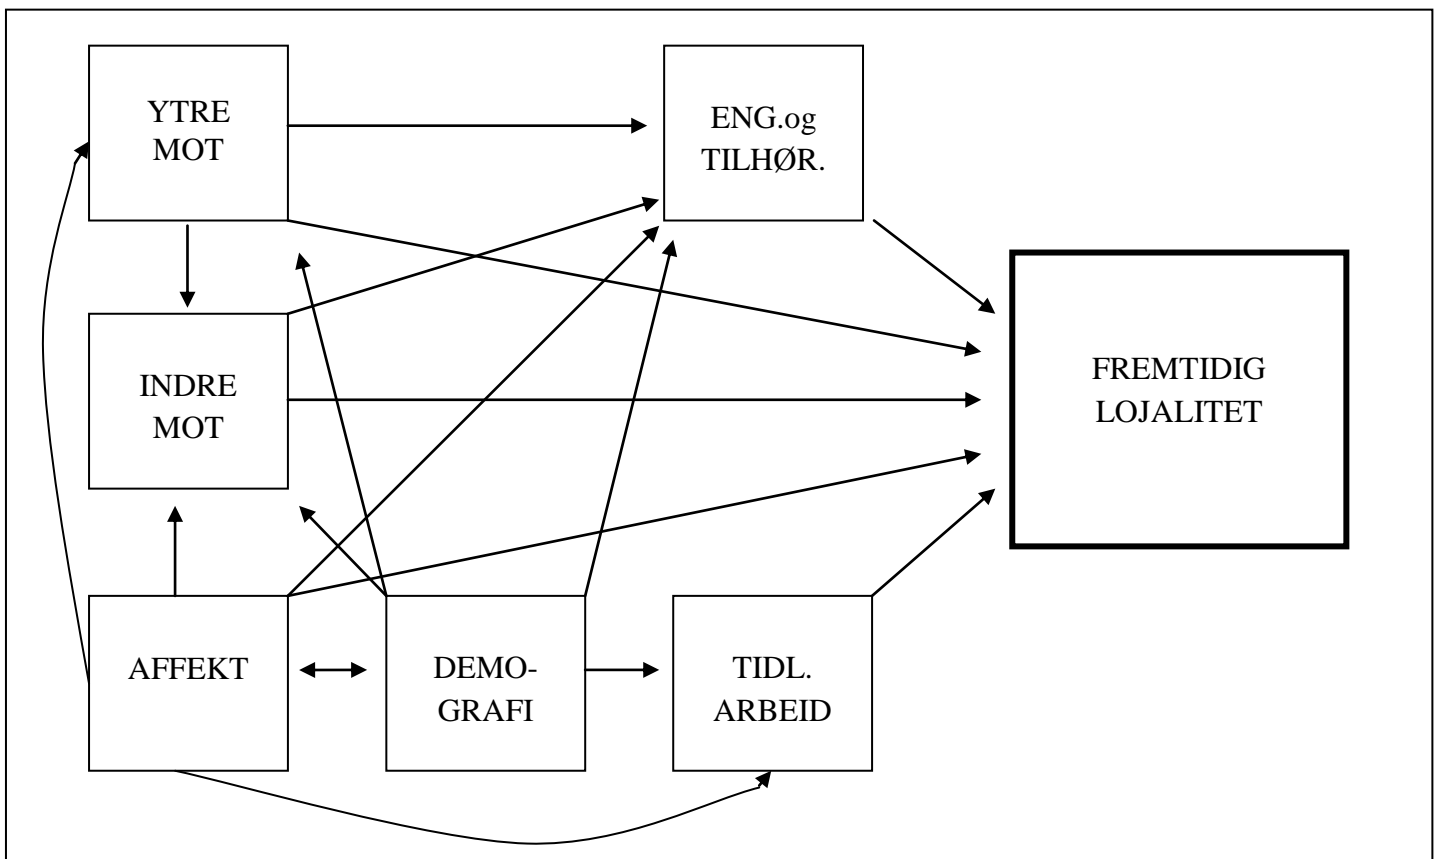 YTRE
MOT
ENG.og
TILHØR.
INDRE
MOT
FREMTIDIG
LOJALITET
AFFEKT
DEMO-
GRAFI
TIDL.
ARBEID